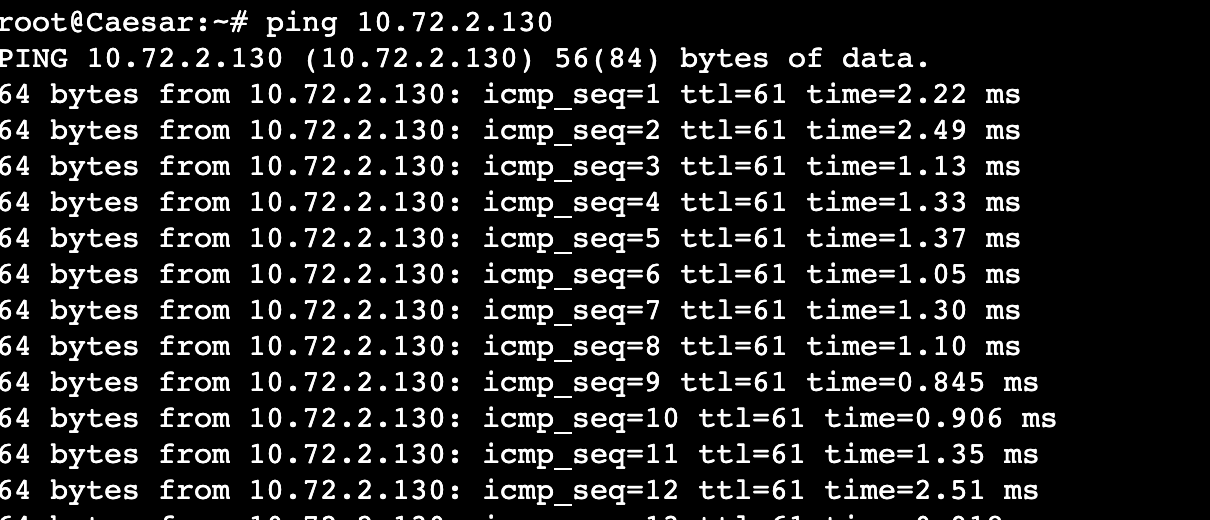 root@Caesar:~# ping 10.72.2.130
PING 10.72.2.130 (10.72.2.130) 56(84) bytes of data.
64 bytes from 10.72.2.130: icmp_seq=1 ttl=61 time=2.22 ms
64 bytes from 10.72.2.130: icmp_seq=2 ttl=61 time=2.49 ms
64 bytes from 10.72.2.130: icmp_seq=3 ttl=61 time=1.13 ms
64 bytes from 10.72.2.130: icmp_seq=4 ttl=61 time=1.33 ms
64 bytes from 10.72.2.130: icmp_seq=5 ttl=61 time=1.37 ms
64 bytes from 10.72.2.130: icmp_seq=6 ttl=61 time=1.05 ms
64 bytes from 10.72.2.130: icmp_seq=7 ttl=61 time=1.30 ms
64 bytes from 10.72.2.130: icmp_seq=8 ttl=61 time=1.10 ms
64 bytes from 10.72.2.130: icmp_seq=9 ttl=61 time=0.845 ms
64 bytes from 10.72.2.130: icmp_seq=10 ttl=61 time=0.906 ms
64 bytes from 10.72.2.130: icmp_seq=11 ttl=61 time=1.35 ms
64 bytes from 10.72.2.130: icmp_seq=12 ttl=61 time=2.51 ms